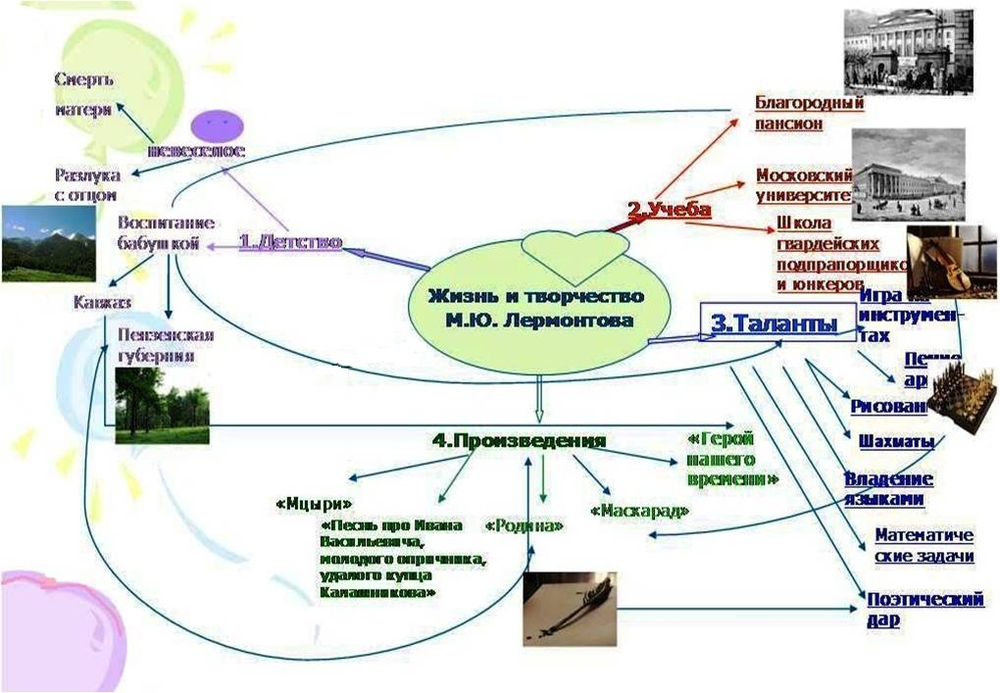 Смерть
матери
невеселое
Разлука
с отцом
Воспитание
бабушкой
1.Детство
Кавказ
Пензенская
губерния
Жизнь и творчество
М.Ю. Лермонтова
2.Учеба
Благородный
пансион
Московский
университе
Школа
гвардейских
подпрапорщико
и юнкеров
3.Таланты
Игра
инструмен-
тах
Пение
ар
Рисован
Шахматы
Владение
языками
Математиче
ские задачи
Поэтический
дар
4.Произведения
«Герой
нашего
времени»
«Мцыри»
«Песнь про Ивана
Васильевича,
молодого опричника,
удалого купца
Калашникова»
«Родина»
«Маскарад»